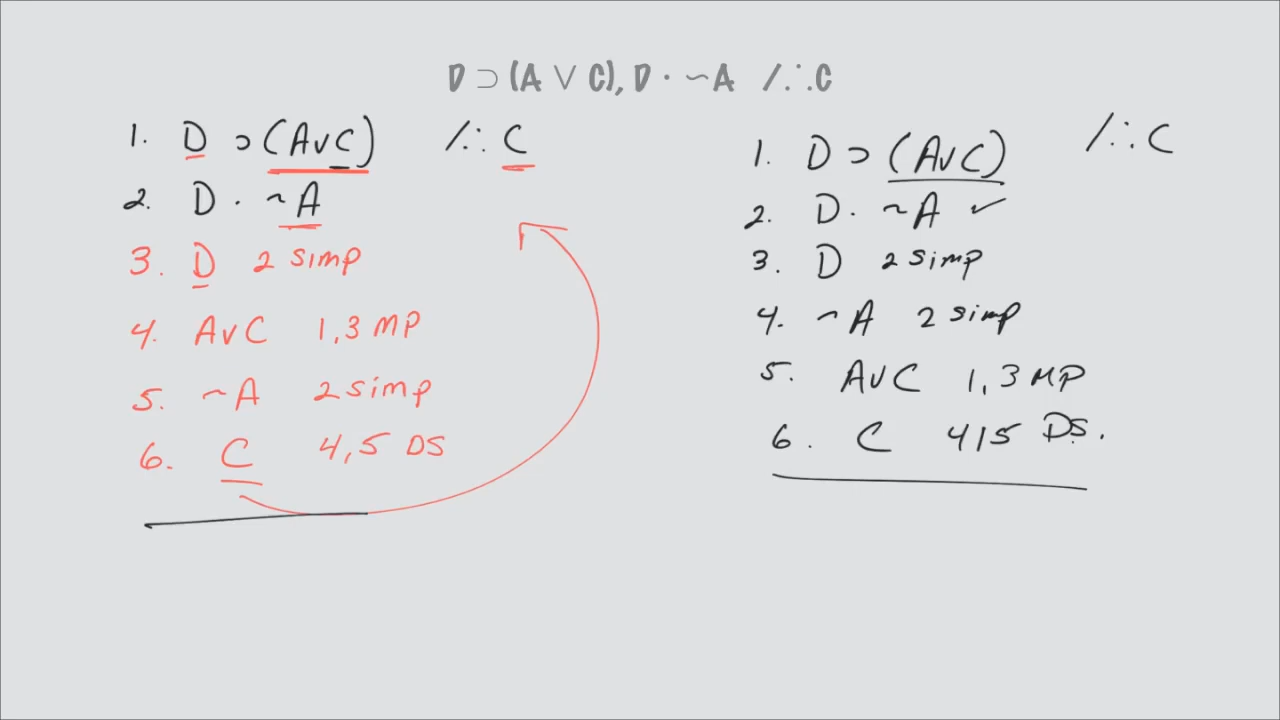 D ⊃ (A ∨ C), D · ∼A /∴C
1. D ⊃ (A∨C) /∴ C
2. D · ~A
3. D 2 simp
4. A∨C 1,3 MP
5. ~A 2 simp
6. C 4,5 DS
1. D ⊃ (A∨C) /∴ C
2. D · ~A ✓
3. D 2 simp
4. ~A 2 simp
5. A∨C 1,3 MP
6. C 4,5 DS.